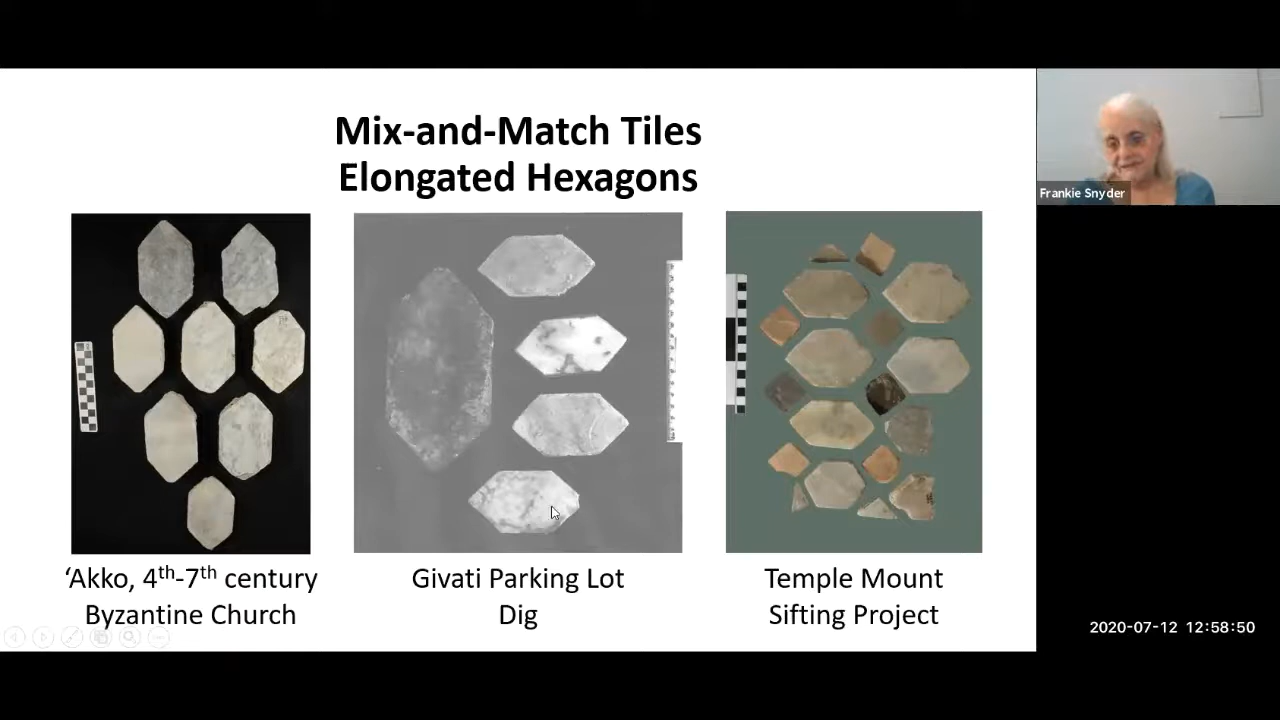 Mix-and-Match Tiles
Elongated Hexagons
‘Akko, 4th-7th century
Byzantine Church
Givati Parking Lot
Dig
Temple Mount
Sifting Project
Frankie Snyder
2020-07-12 12:58:50